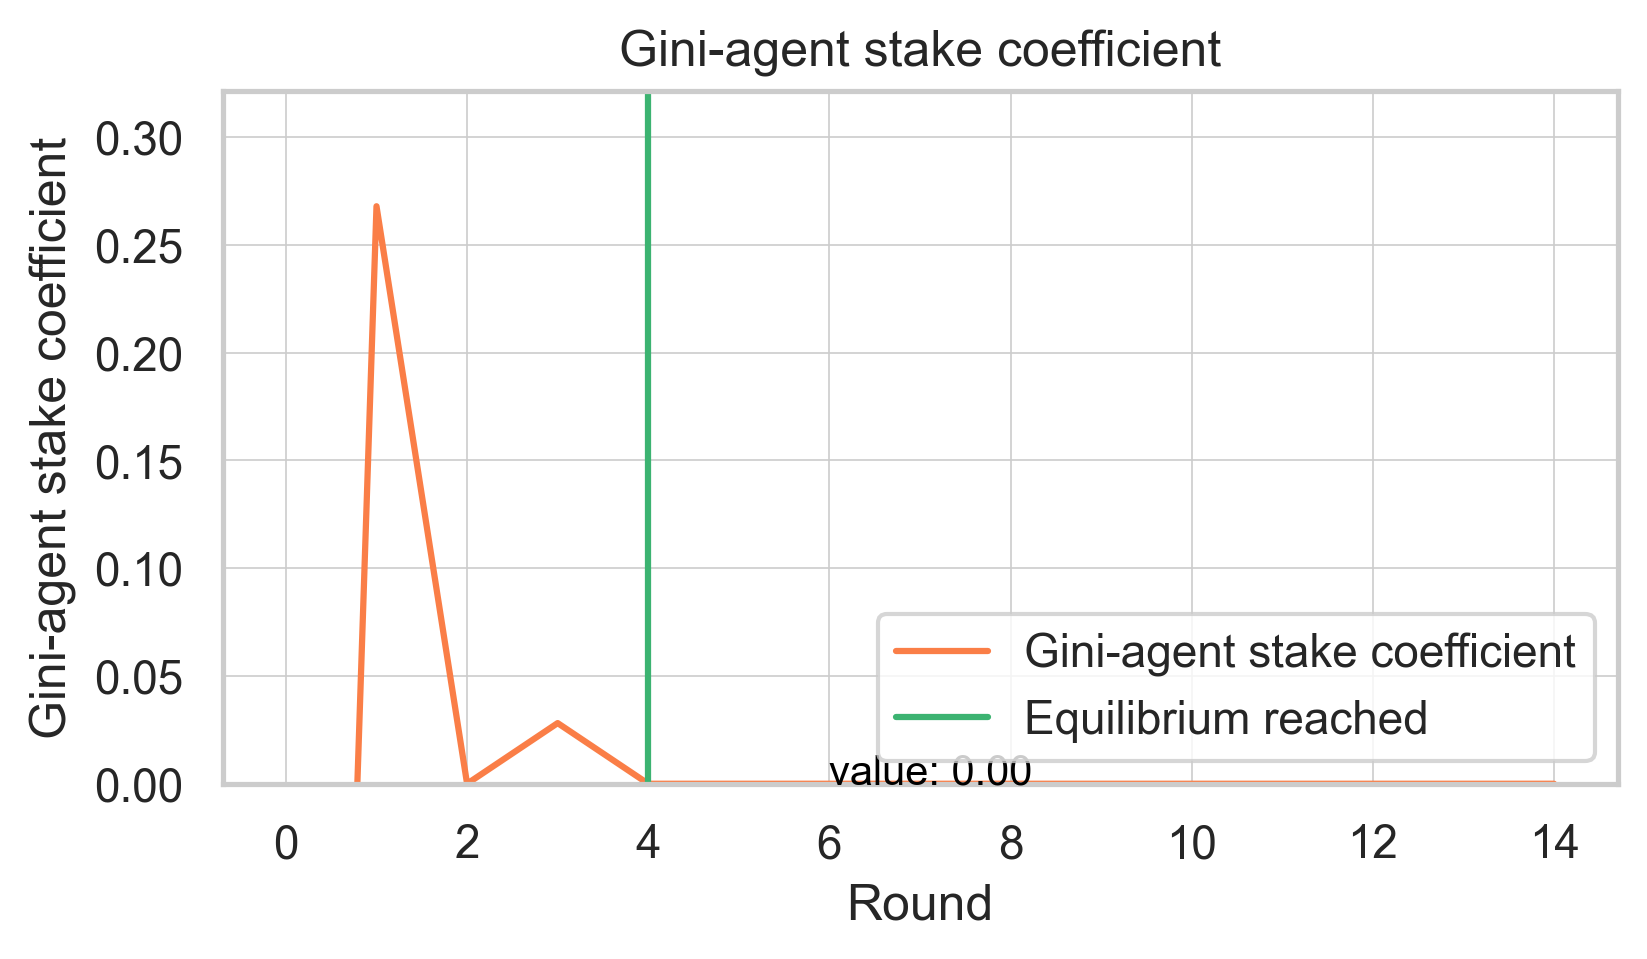 Gini-agent stake coefficient
Gini-agent stake coefficient
0.30
0.25
0.20
0.15
0.10
0.05
0.00
Gini-agent stake coefficient
Equilibrium reached
value: 0.00
0 2 4 6 8 10 12 14
Round